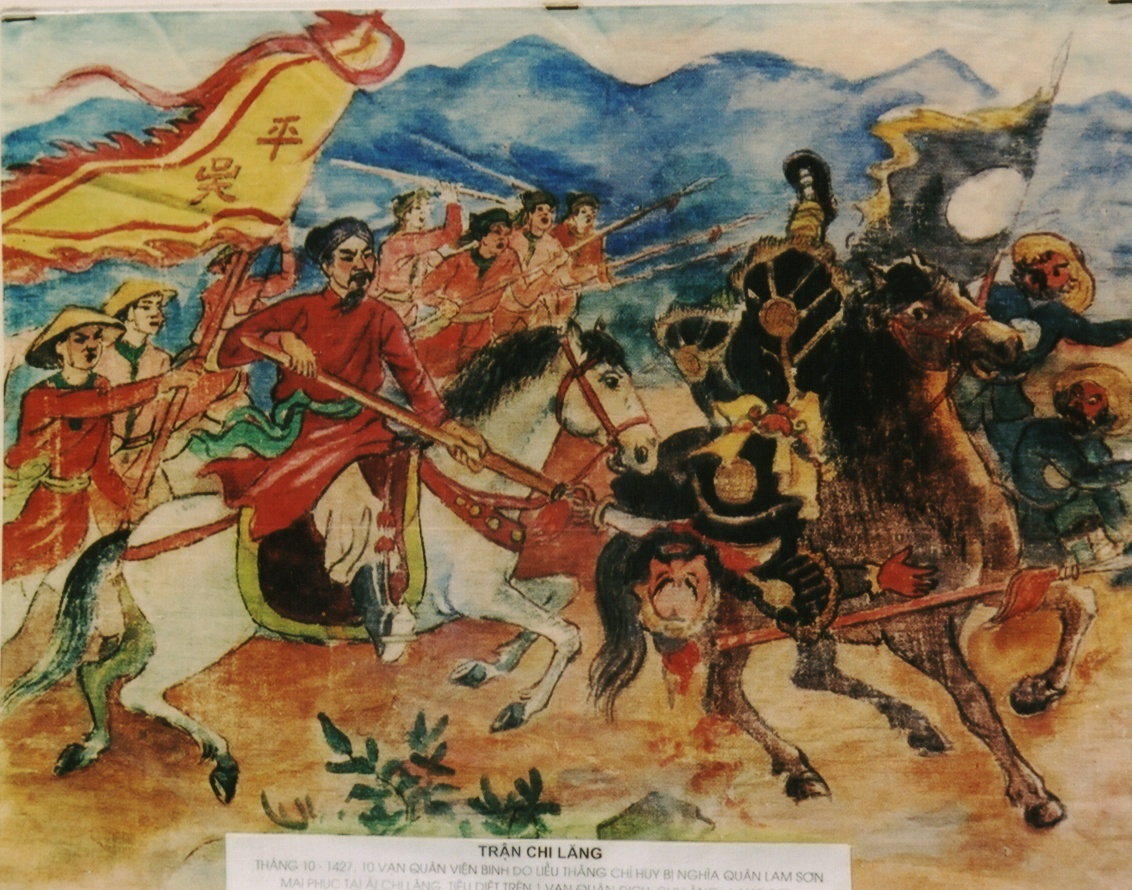 平
吳
TRẬN CHI LĂNG
THÁNG 10 - 1427, 10 VẠN QUÂN VIỆN BINH DO LIỄU THĂNG CHỈ HUY BỊ NGHĨA QUÂN LAM SƠN
MAI PHỤC TẠI ẢI CHI LĂNG, TIÊU DIỆT TRÊN 1 VẠN QUÂN ĐỊCH,